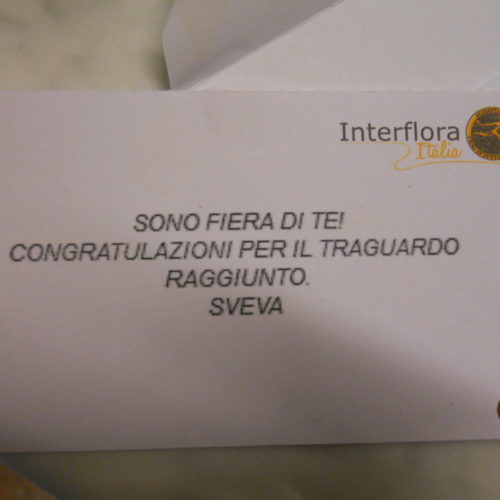 Interflora
Italia
SONO FIERA DI TE!
CONGRATULAZIONI PER IL TRAGUARDO
RAGGIUNTO.
SVEVA